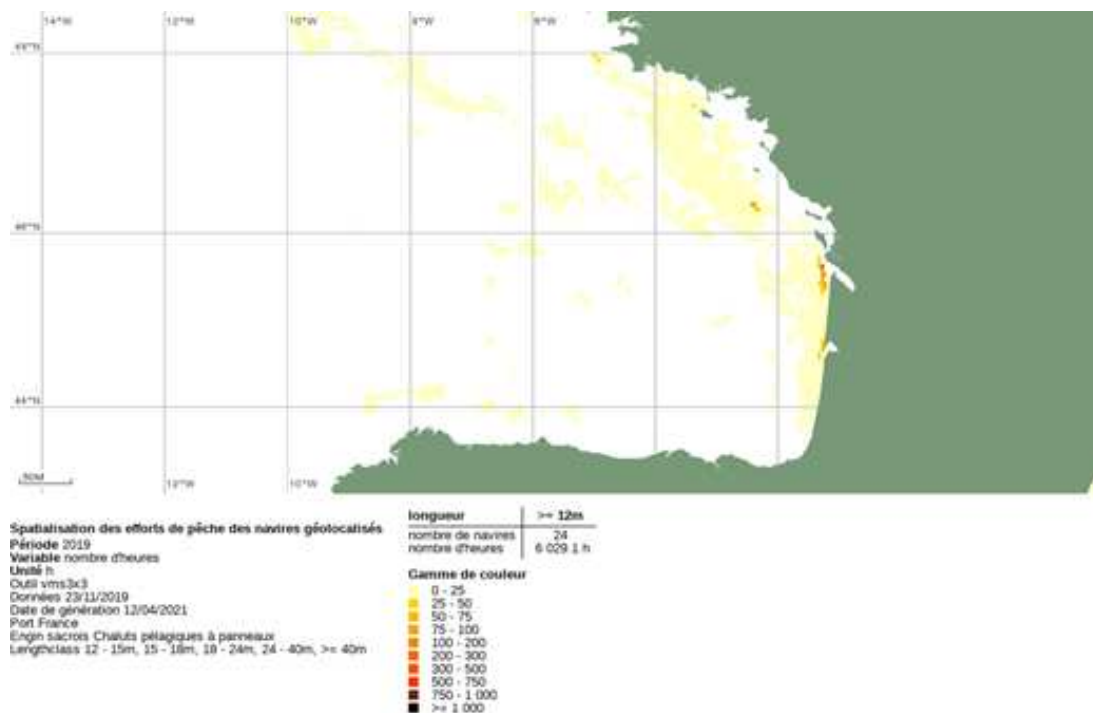 14°W 12°W 10°W 8°W 6°W
48°N
46°N
44°N
50M
12°W 10°W
Spatialisation des efforts de pêche des navires géolocalisés
Période 2019
Variable nombre d'heures
Unité h
Outil vms3x3
Données 23/11/2019
Date de génération 12/04/2021
Port France
Engin sacrois Chaluts pélagiques à panneaux
Lengthclass 12 - 15m, 15 - 18m, 18 - 24m, 24 - 40m, >= 40m
longueur >= 12m
nombre de navires 24
nombre d'heures 6 029.1 h
Gamme de couleur
0 - 25
25 - 50
50 - 75
75 - 100
100 - 200
200 - 300
300 - 500
500 - 750
750 - 1 000
>= 1 000